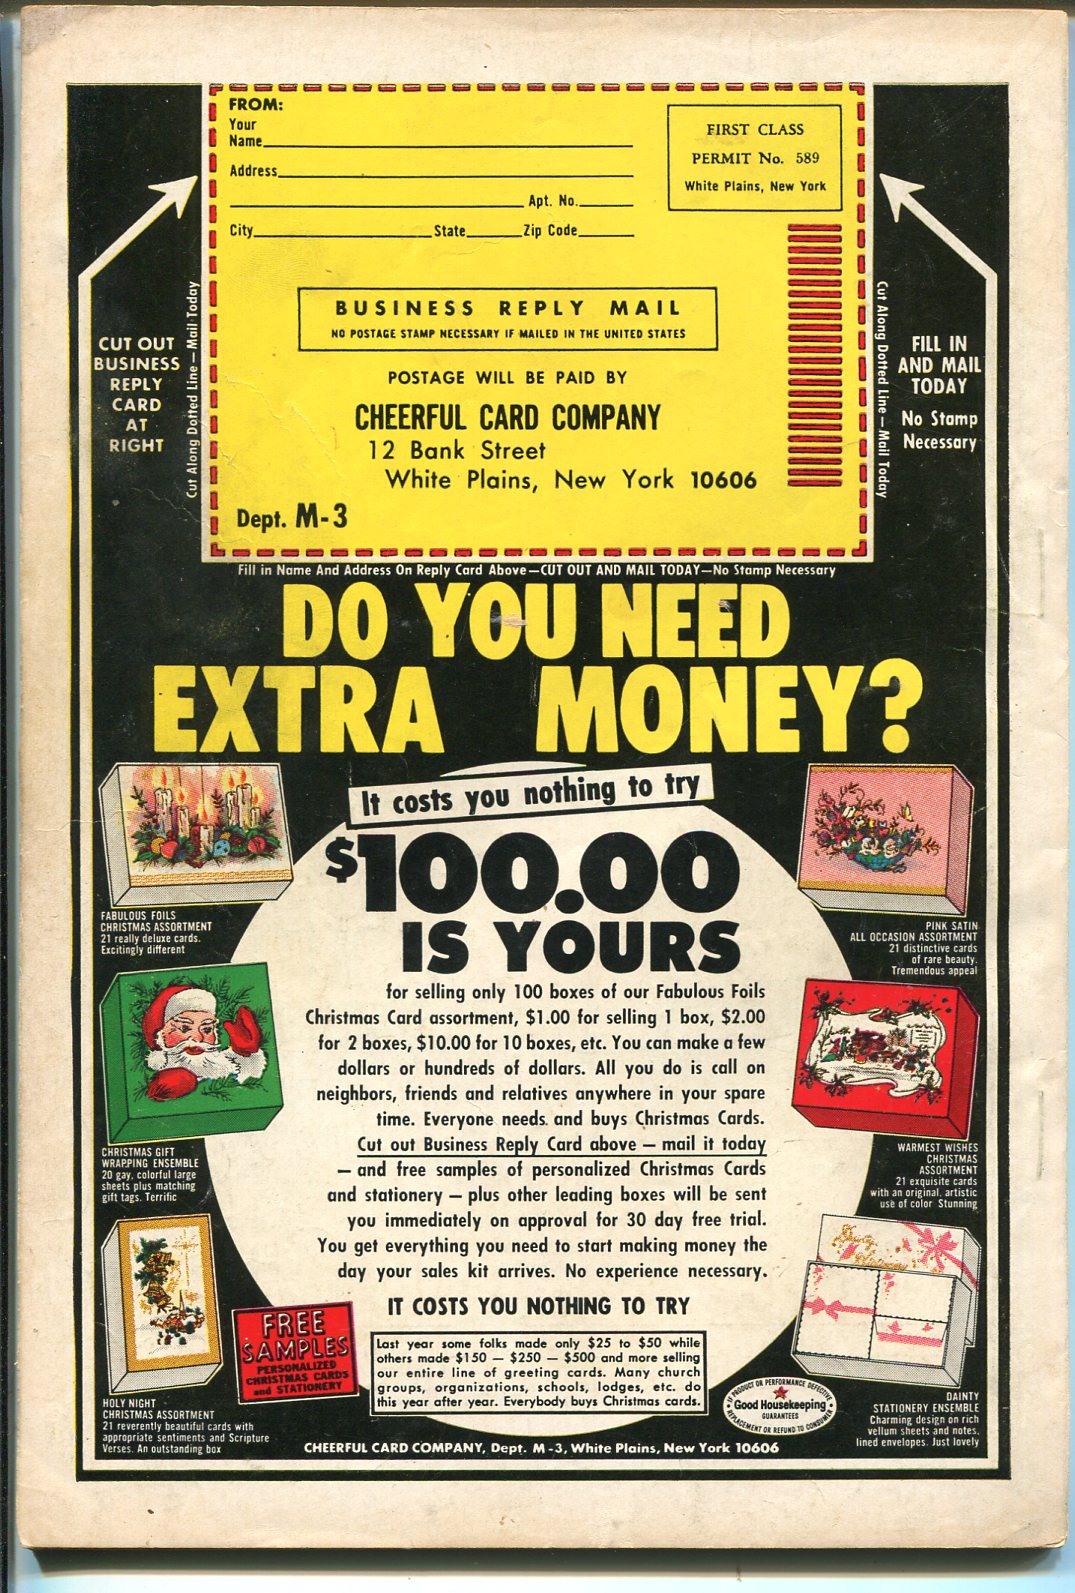 FROM:
Your
Name
Address
Apt. No.
City State Zip Code
FIRST CLASS
PERMIT No. 589
White Plains, New York
BUSINESS REPLY MAIL
NO POSTAGE STAMP NECESSARY IF MAILED IN THE UNITED STATES
POSTAGE WILL BE PAID BY
CHEERFUL CARD COMPANY
12 Bank Street
White Plains, New York 10606
Dept. M-3
CUT OUT
BUSINESS
REPLY
CARD
AT
RIGHT
Cut Along Dotted Line — Mail Today
Cut Along Dotted Line — Mail Today
FILL IN
AND MAIL
TODAY
No Stamp
Necessary
Fill in Name And Address On Reply Card Above—CUT OUT AND MAIL TODAY—No Stamp Necessary
DO YOU NEED
EXTRA MONEY?
It costs you nothing to try
$100.00
IS YOURS
for selling only 100 boxes of our Fabulous Foils
Christmas Card assortment, $1.00 for selling 1 box, $2.00
for 2 boxes, $10.00 for 10 boxes, etc. You can make a few
dollars or hundreds of dollars. All you do is call on
neighbors, friends and relatives anywhere in your spare
time. Everyone needs and buys Christmas Cards.
Cut out Business Reply Card above — mail it today
— and free samples of personalized Christmas Cards
and stationery — plus other leading boxes will be sent
you immediately on approval for 30 day free trial.
You get everything you need to start making money the
day your sales kit arrives. No experience necessary.
IT COSTS YOU NOTHING TO TRY
Last year some folks made only $25 to $50 while
others made $150 — $250 — $500 and more selling
our entire line of greeting cards. Many church
groups, organizations, schools, lodges, etc. do
this year after year. Everybody buys Christmas cards.
FABULOUS FOILS
CHRISTMAS ASSORTMENT
21 really deluxe cards.
Excitingly different
CHRISTMAS GIFT
WRAPPING ENSEMBLE
20 gay, colorful large
sheets plus matching
gift tags. Terrific
HOLY NIGHT
CHRISTMAS ASSORTMENT
21 reverently beautiful cards with
appropriate sentiments and Scripture
Verses. An outstanding box
FREE
SAMPLES
PERSONALIZED
CHRISTMAS CARDS
and STATIONERY
PINK SATIN
ALL OCCASION ASSORTMENT
21 distinctive cards
of rare beauty.
Tremendous appeal
WARMEST WISHES
CHRISTMAS
ASSORTMENT
21 exquisite cards
with an original, artistic
use of color Stunning
DAINTY
STATIONERY ENSEMBLE
Charming design on rich
vellum sheets and notes,
lined envelopes. Just lovely
IF PRODUCT OR PERFORMANCE DEFECTIVE
Good Housekeeping
GUARANTEES
REPLACEMENT OR REFUND TO CONSUMER
CHEERFUL CARD COMPANY, Dept. M-3, White Plains, New York 10606